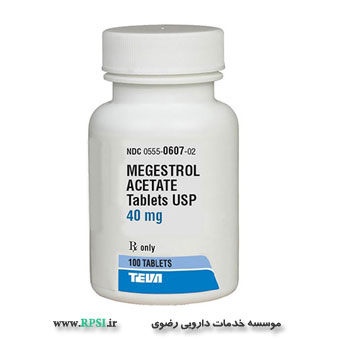 NDC 0555-0607-02
MEGESTROL
ACETATE
Tablets USP
40 mg
Rx only
100 TABLETS
TEVA
www.RPSI.ir موسسه خدمات دارویی رضوی